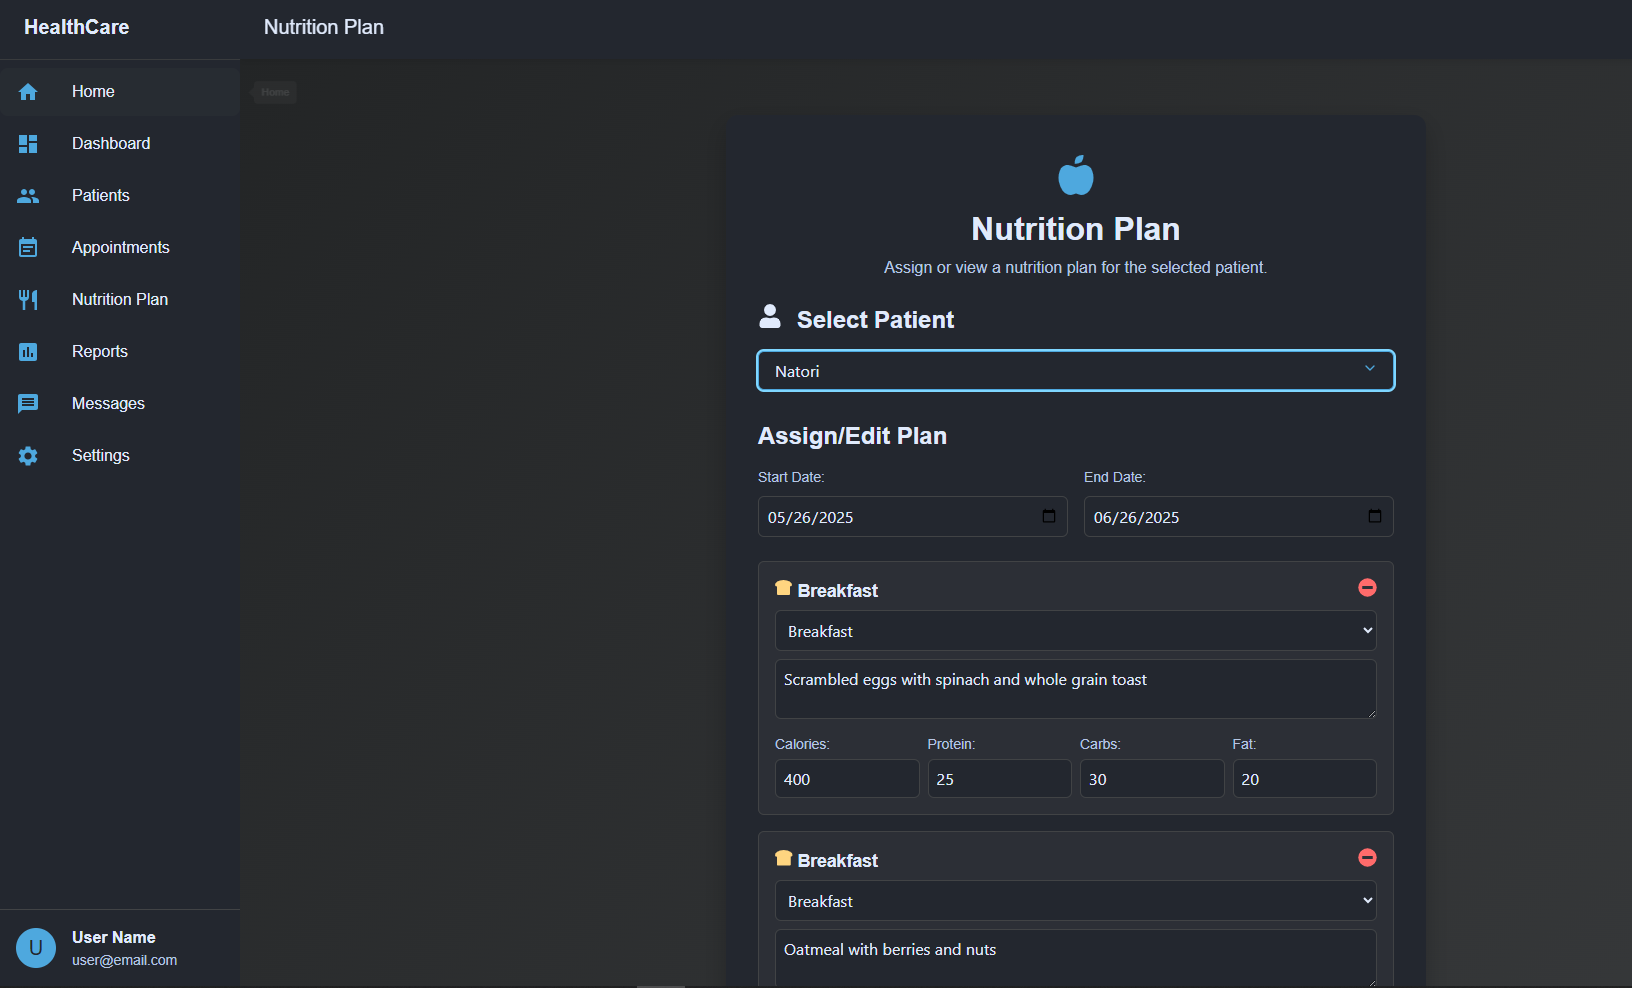 HealthCare
Nutrition Plan
Home
Home
Dashboard
Patients
Appointments
Nutrition Plan
Reports
Messages
Settings
User Name
U
user@email.com
Nutrition Plan
Assign or view a nutrition plan for the selected patient.
Select Patient
Natori
Assign/Edit Plan
Start Date: End Date:
05/26/2025 06/26/2025
Breakfast
Breakfast
Scrambled eggs with spinach and whole grain toast
Calories: Protein: Carbs: Fat:
400 25 30 20
Breakfast
Breakfast
Oatmeal with berries and nuts